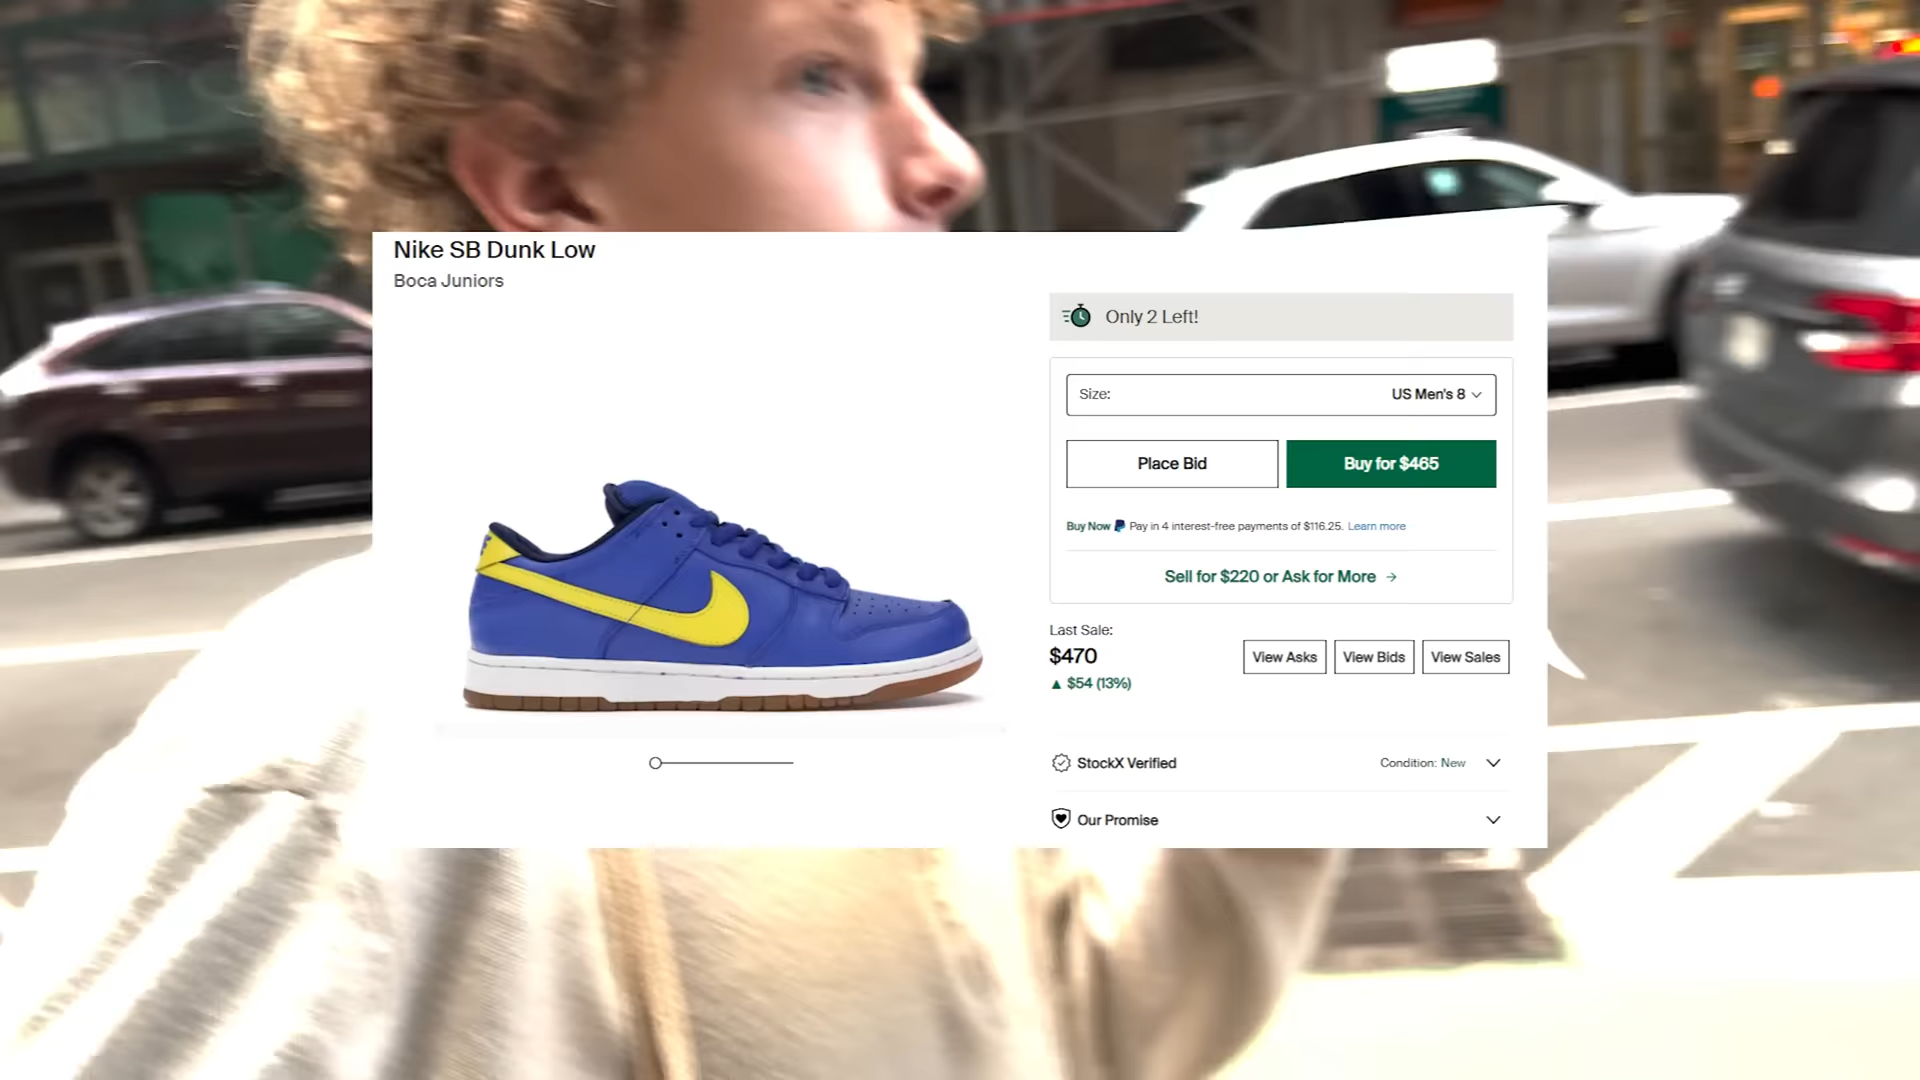 Nike SB Dunk Low
Boca Juniors
Only 2 Left!
Size: US Men's 8
Place Bid Buy for $465
Buy Now Pay in 4 interest-free payments of $116.25. Learn more
Sell for $220 or Ask for More →
Last Sale:
$470
▲ $54 (13%)
View Asks View Bids View Sales
StockX Verified Condition: New
Our Promise